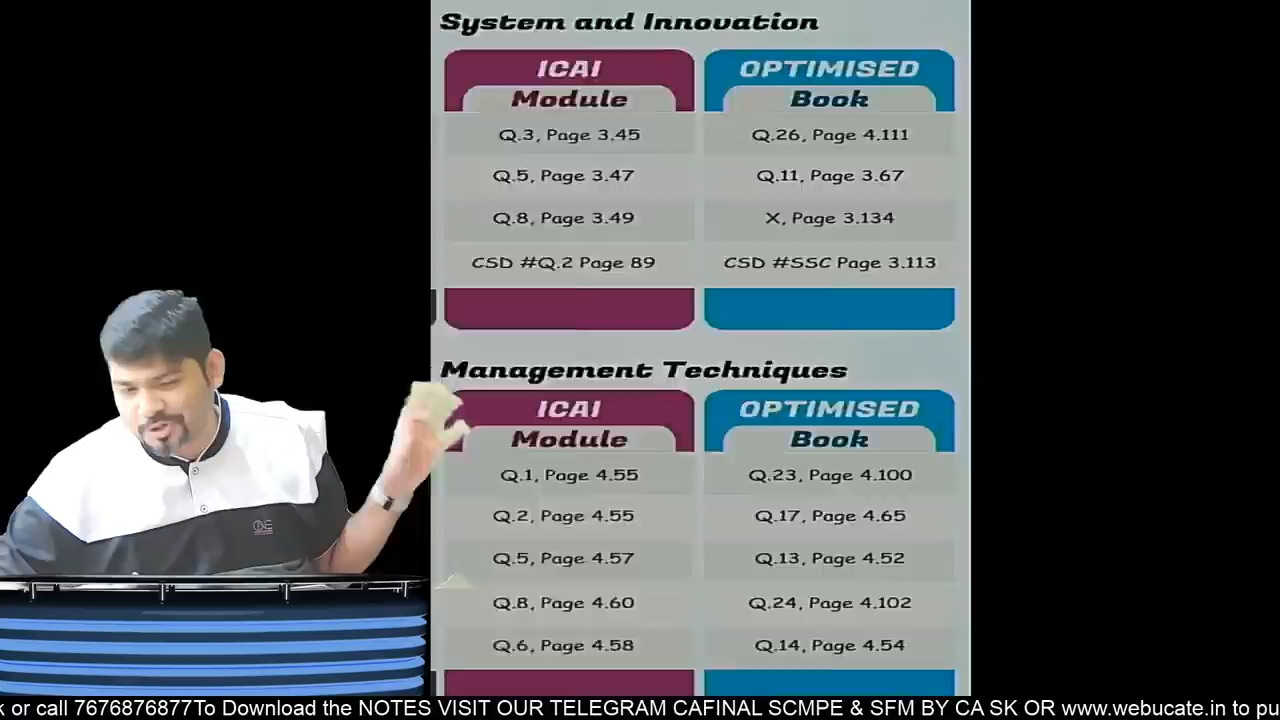 System and Innovation
ICAI OPTIMISED
Module Book
Q.3, Page 3.45 Q.26, Page 4.111
Q.5, Page 3.47 Q.11, Page 3.67
Q.8, Page 3.49 X, Page 3.134
CSD #Q.2 Page 89 CSD #SSC Page 3.113
Management Techniques
ICAI OPTIMISED
Module Book
Q.1, Page 4.55 Q.23, Page 4.100
Q.2, Page 4.55 Q.17, Page 4.65
Q.5, Page 4.57 Q.13, Page 4.52
Q.8, Page 4.60 Q.24, Page 4.102
Q.6, Page 4.58 Q.14, Page 4.54
k or call 7676876877To Download the NOTES VISIT OUR TELEGRAM CAFINAL SCMPE & SFM BY CA SK OR www.webucate.in to pu